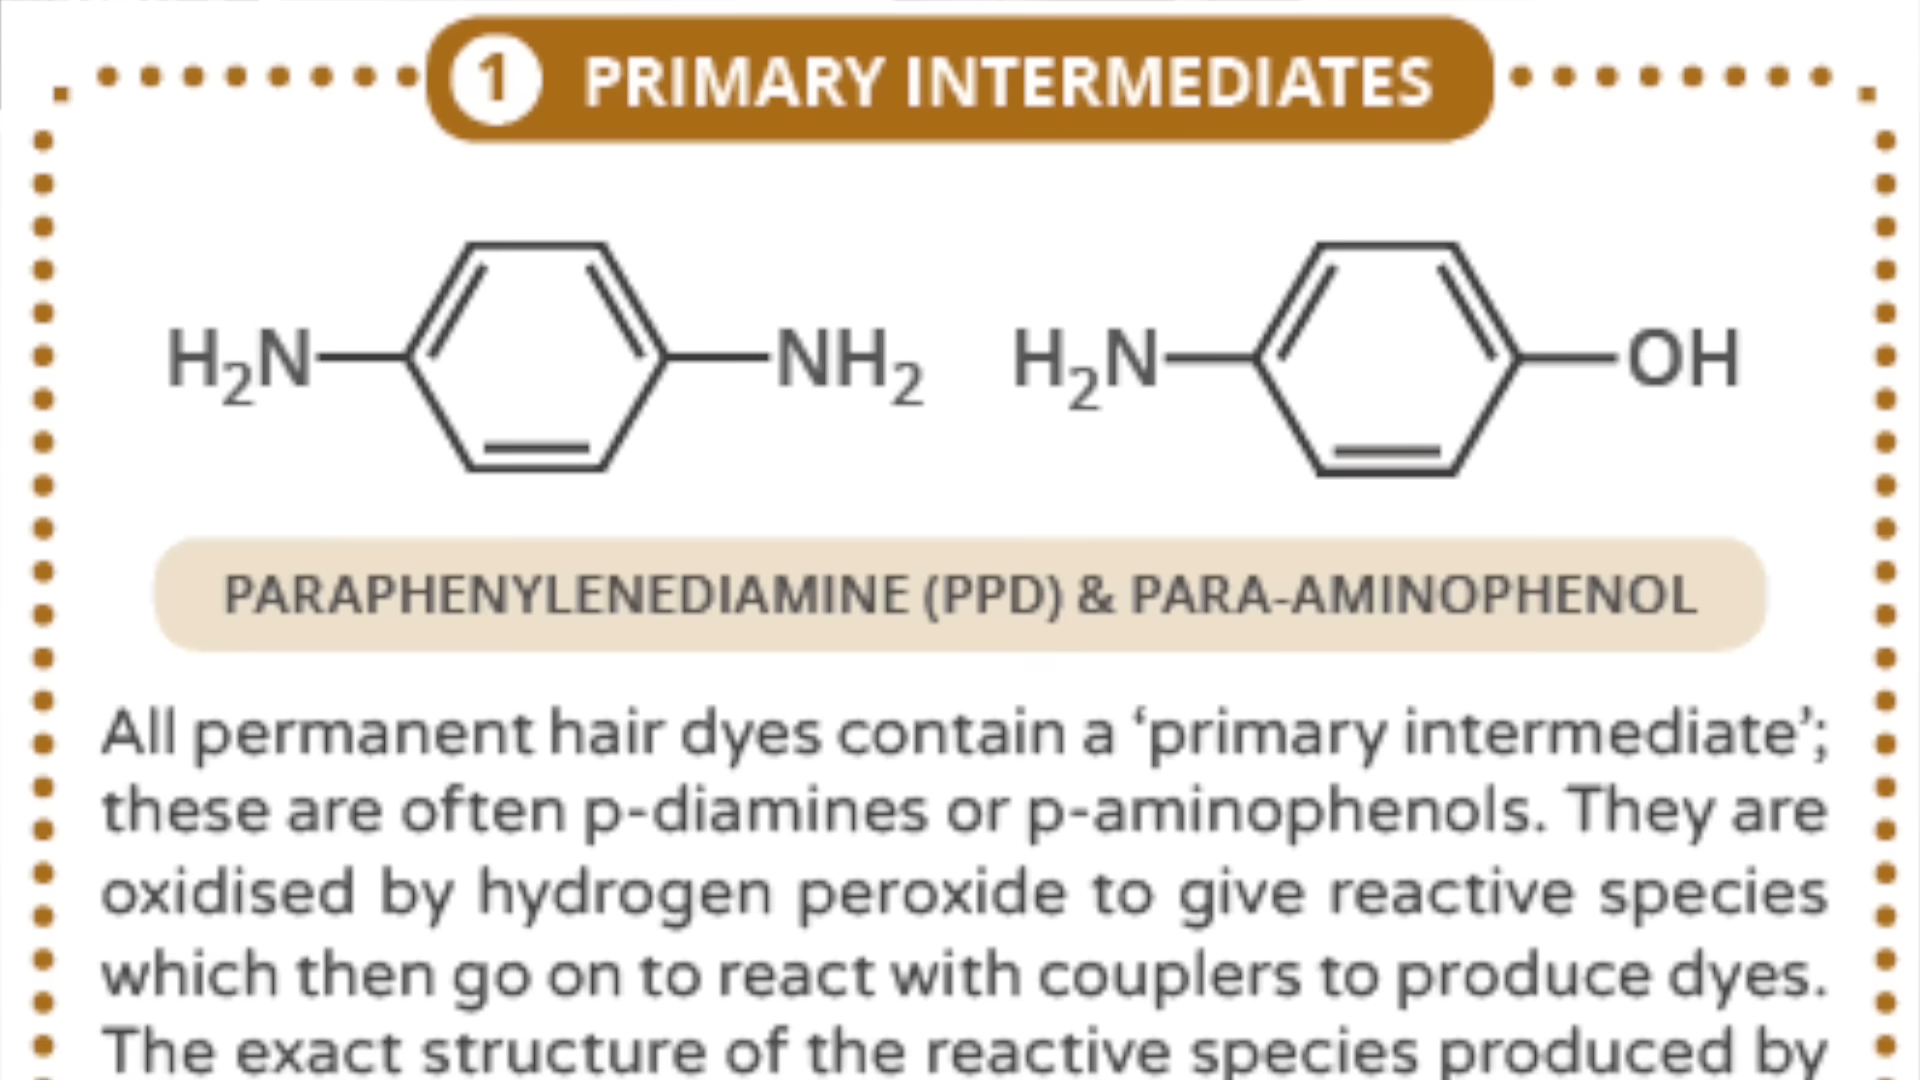 1 PRIMARY INTERMEDIATES
H₂N NH₂ H₂N OH
PARAPHENYLENEDIAMINE (PPD) & PARA-AMINOPHENOL
All permanent hair dyes contain a ‘primary intermediate’;
these are often p-diamines or p-aminophenols. They are
oxidised by hydrogen peroxide to give reactive species
which then go on to react with couplers to produce dyes.
The exact structure of the reactive species produced by